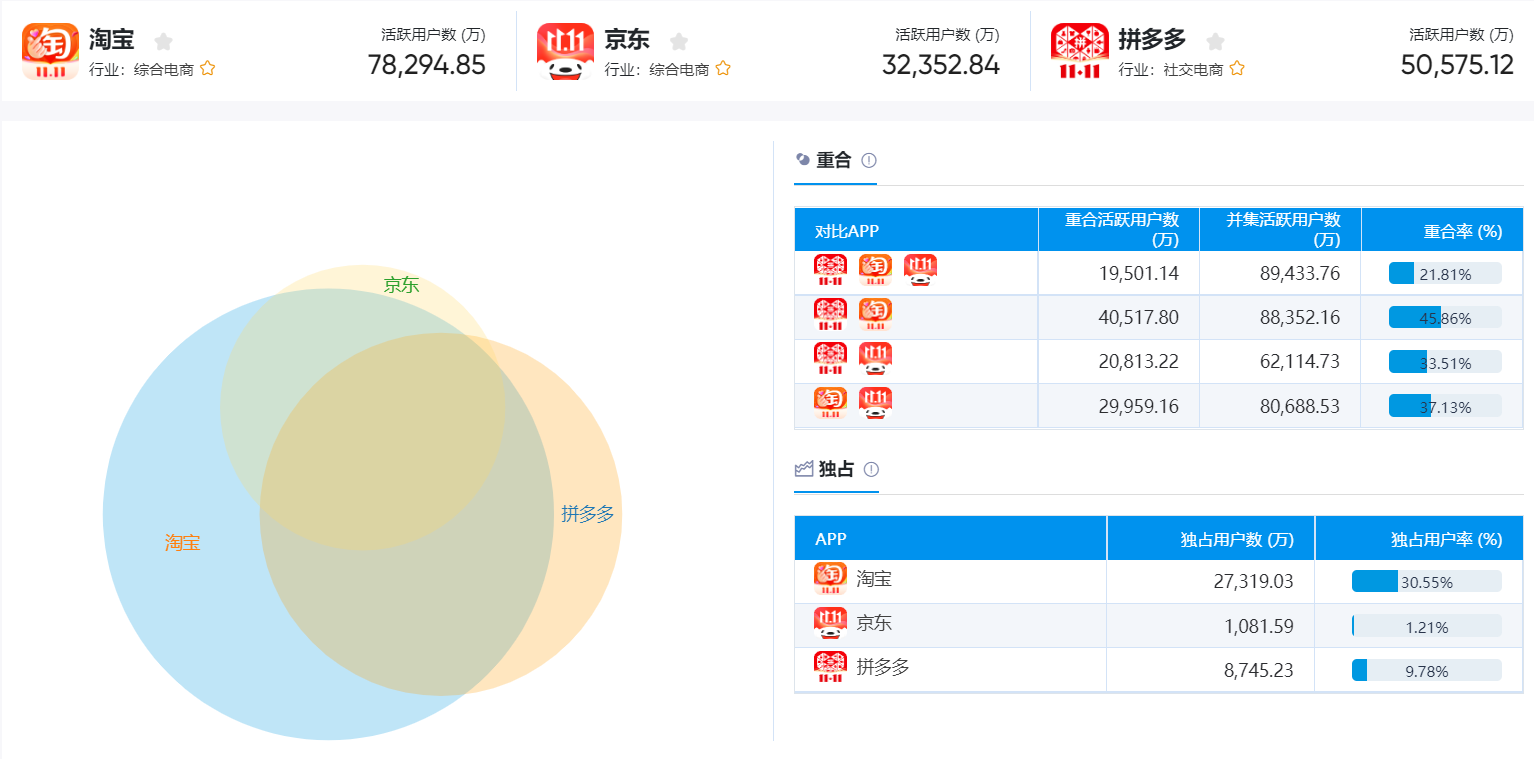 淘宝
行业：综合电商
活跃用户数 (万)
78,294.85
京东
行业：综合电商
活跃用户数 (万)
32,352.84
拼多多
行业：社交电商
活跃用户数 (万)
50,575.12
京东
淘宝
拼多多
重合
对比APP
重合活跃用户数
(万)
并集活跃用户数
(万)
重合率 (%)
19,501.14 89,433.76 21.81%
40,517.80 88,352.16 45.86%
20,813.22 62,114.73 33.51%
29,959.16 80,688.53 37.13%
独占
APP 独占用户数 (万) 独占用户率 (%)
淘宝 27,319.03 30.55%
京东 1,081.59 1.21%
拼多多 8,745.23 9.78%